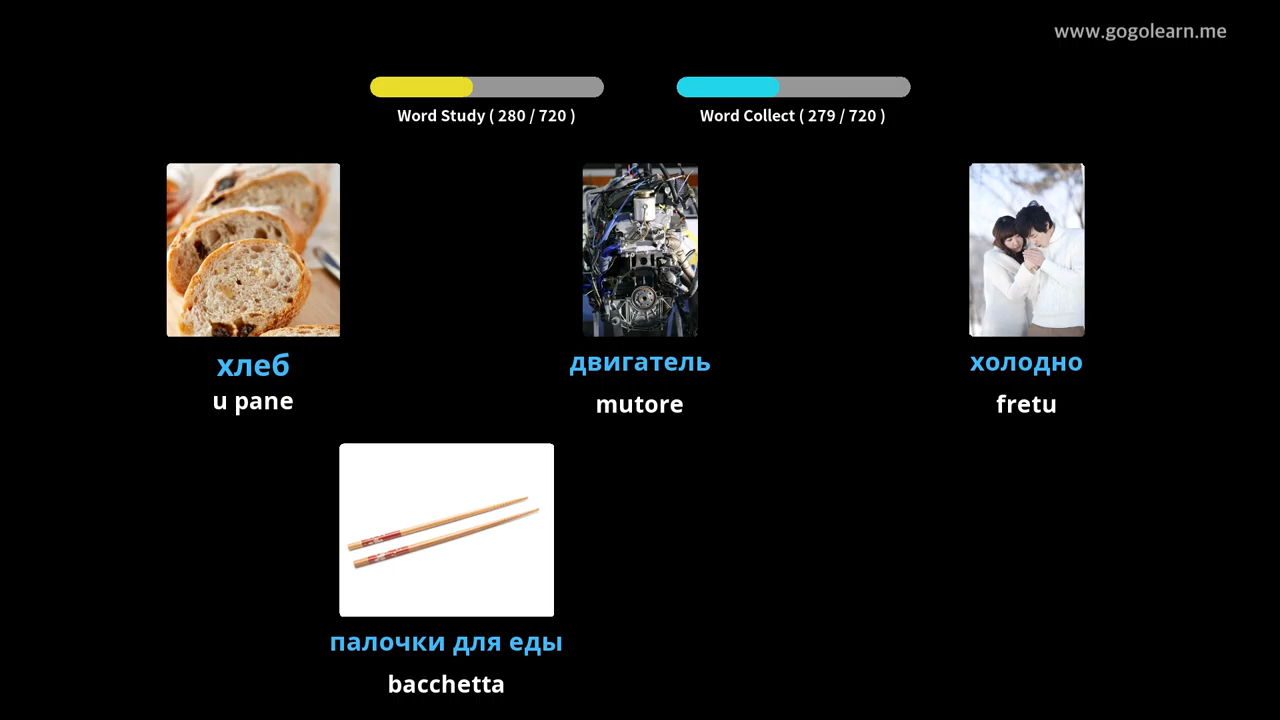 www.gogolearn.me
Word Study ( 280 / 720 )
Word Collect ( 279 / 720 )
хлеб
u pane
двигатель
mutore
холодно
fretu
палочки для еды
bacchetta